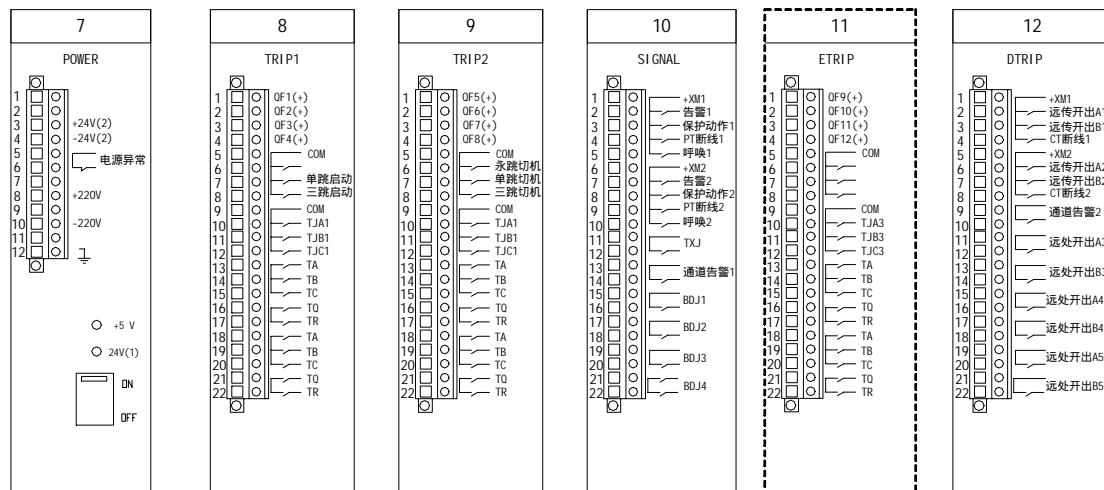 7
POWER
1
2
3
4
5
6
7
8
9
10
11
12
+24V(2)
-24V(2)
电源异常
+220V
-220V
+5 V
24V(1)
ON
OFF
8
TRIP1
1
2
3
4
5
6
7
8
9
10
11
12
13
14
15
16
17
18
19
20
21
22
QF1(+)
QF2(+)
QF3(+)
QF4(+)
COM
单跳启动
三跳启动
COM
TJA1
TJB1
TJC1
TA
TB
TC
TQ
TR
TA
TB
TC
TQ
TR
9
TRIP2
1
2
3
4
5
6
7
8
9
10
11
12
13
14
15
16
17
18
19
20
21
22
QF5(+)
QF6(+)
QF7(+)
QF8(+)
COM
永跳切机
单跳切机
三跳切机
COM
TJA1
TJB1
TJC1
TA
TB
TC
TQ
TR
TA
TB
TC
TQ
TR
10
SIGNAL
1
2
3
4
5
6
7
8
9
10
11
12
13
14
15
16
17
18
19
20
21
22
+XM1
告警1
保护动作1
PT断线1
呼唤1
+XM2
告警2
保护动作2
PT断线2
呼唤2
TXJ
通道告警1
BDJ1
BDJ2
BDJ3
BDJ4
11
ETRIP
1
2
3
4
5
6
7
8
9
10
11
12
13
14
15
16
17
18
19
20
21
22
QF9(+)
QF10(+)
QF11(+)
QF12(+)
COM
COM
TJA3
TJB3
TJC3
TA
TB
TC
TQ
TR
TA
TB
TC
TQ
TR
12
DTRIP
1
2
3
4
5
6
7
8
9
10
11
12
13
14
15
16
17
18
19
20
21
22
+XM1
远传开出A1
远传开出B1
CT断线1
+XM2
远传开出A2
远传开出B2
CT断线2
通道告警2
远处开出A3
远处开出B3
远处开出A4
远处开出B4
远处开出A5
远处开出B5